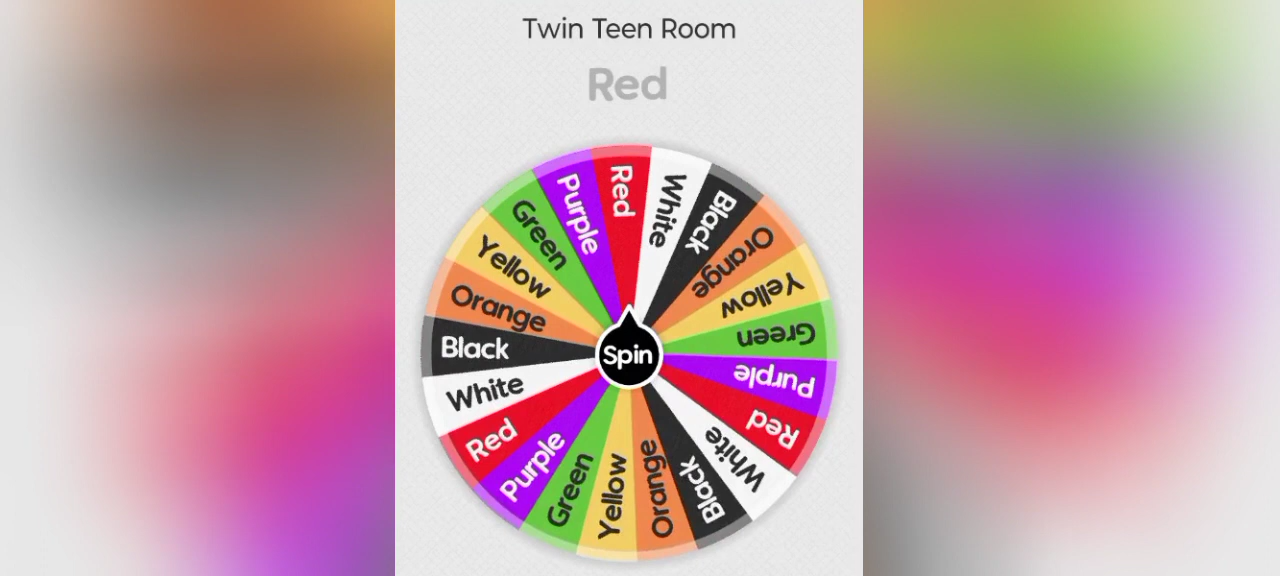 Twin Teen Room
Red
Red
White
Black
Orange
Yellow
Green
Purple
Red
White
Black
Orange
Yellow
Green
Purple
Red
White
Black
Orange
Yellow
Green
Purple
Spin